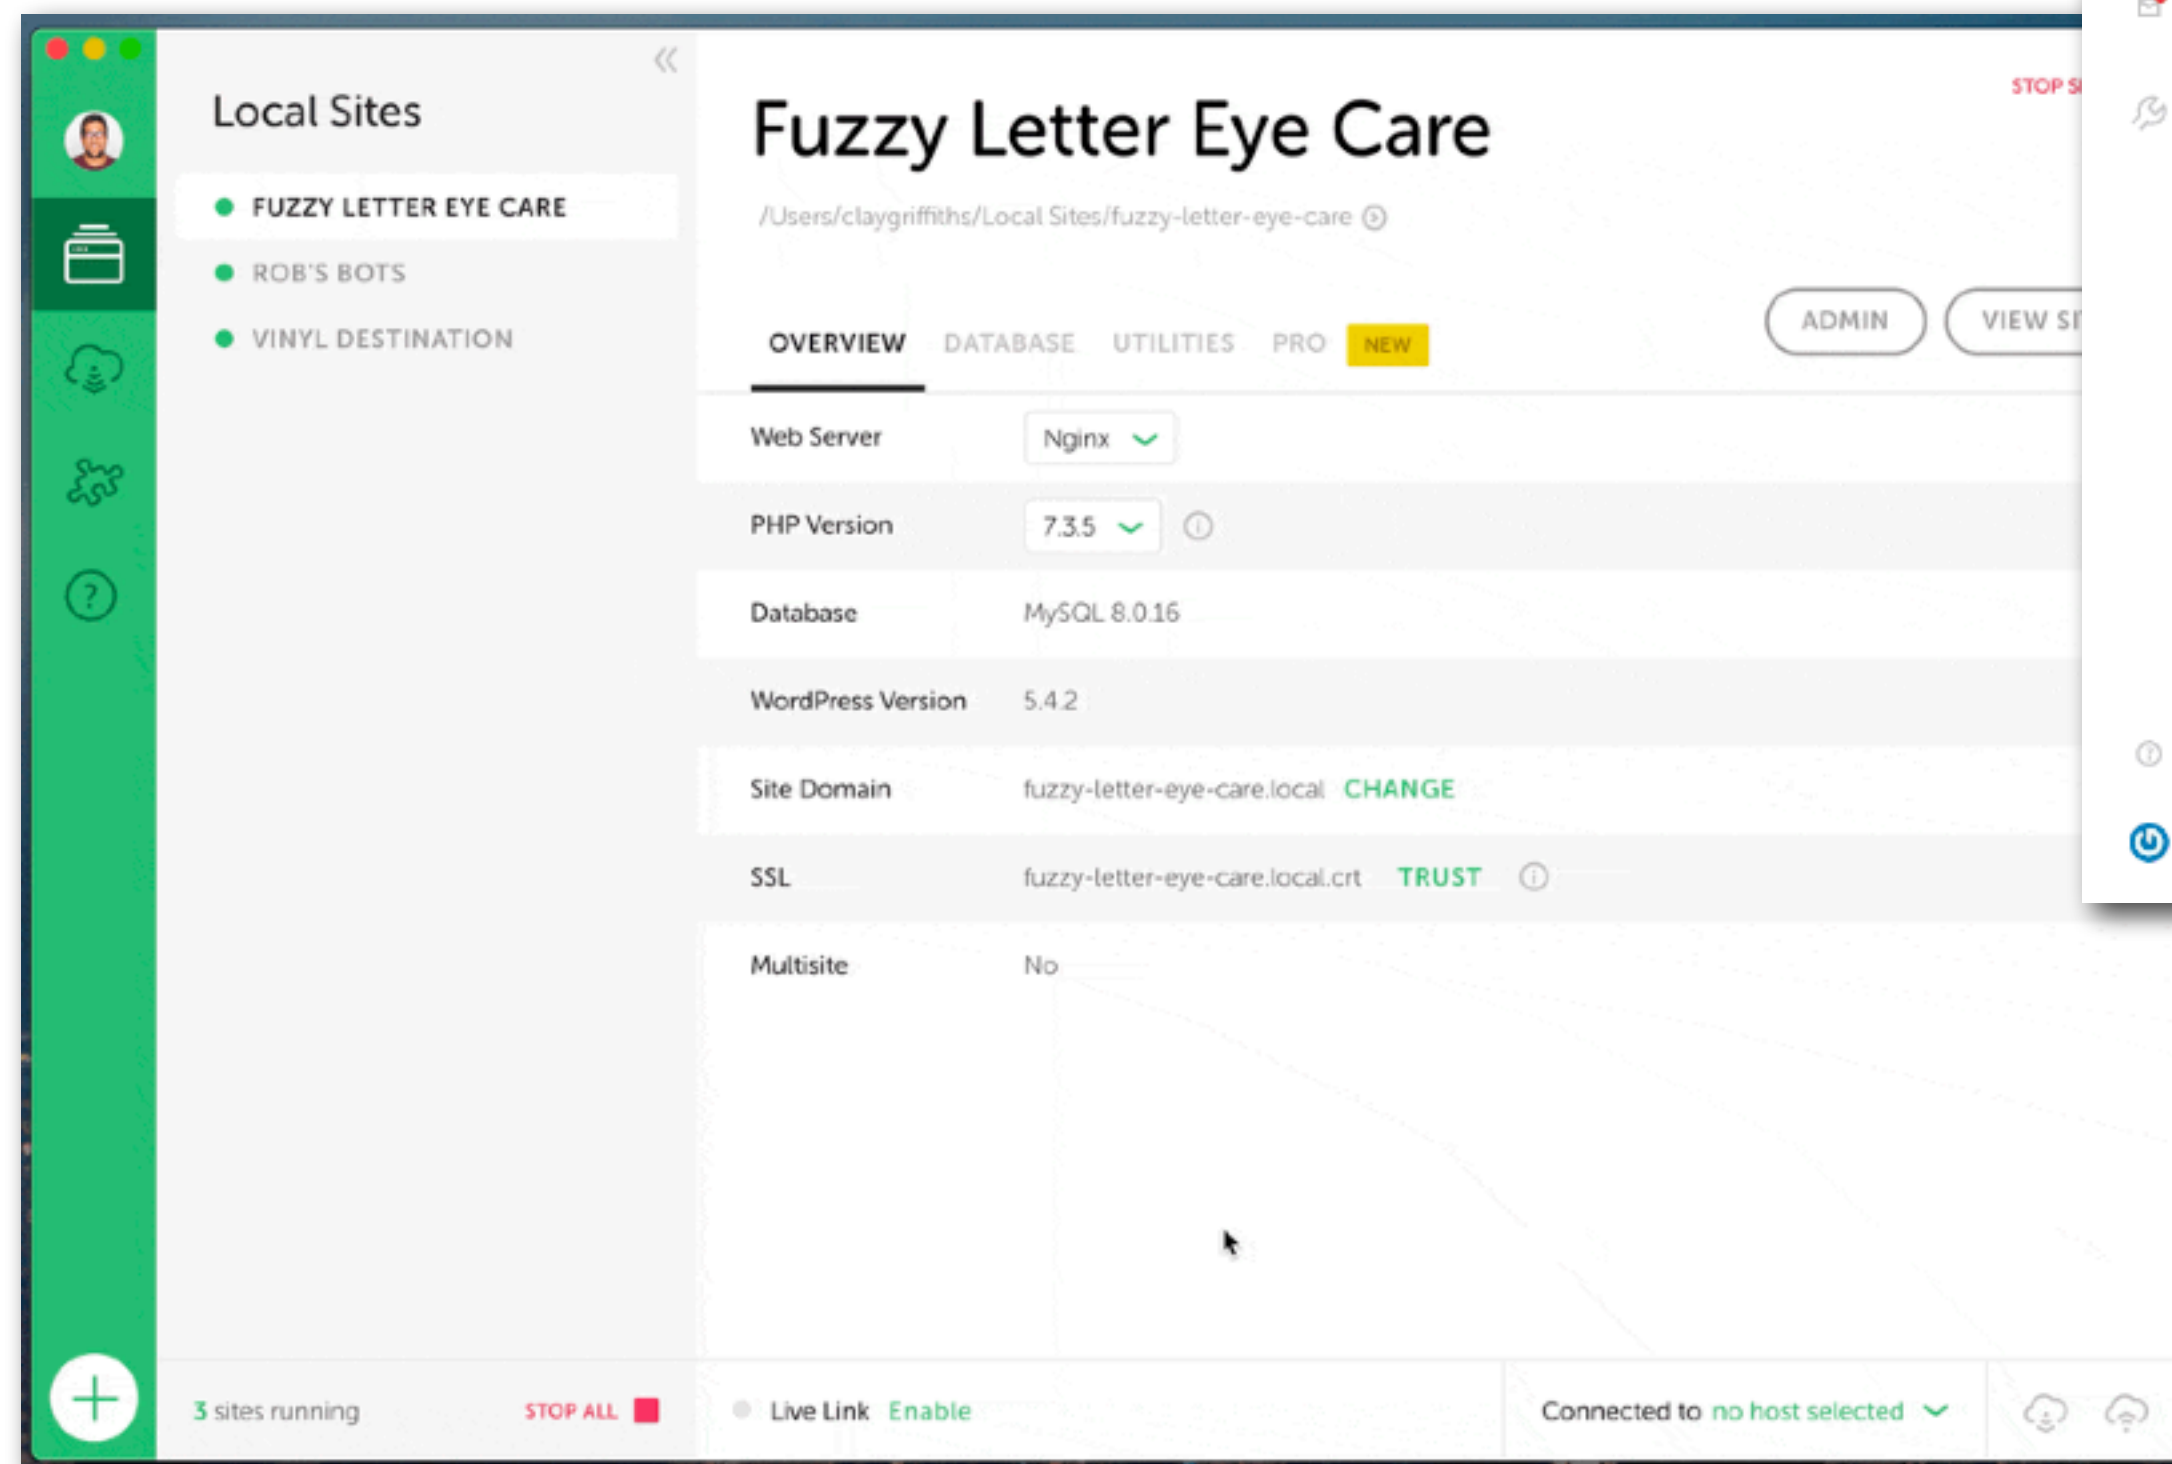 Local Sites
FUZZY LETTER EYE CARE
ROB'S BOTS
VINYL DESTINATION
3 sites running
STOP ALL
Fuzzy Letter Eye Care
/Users/claygriffiths/Local Sites/fuzzy-letter-eye-care
STOP
OVERVIEW DATABASE UTILITIES PRO NEW
ADMIN VIEW
Web Server Nginx
PHP Version 7.3.5
Database MySQL 8.0.16
WordPress Version 5.4.2
Site Domain fuzzy-letter-eye-care.local CHANGE
SSL fuzzy-letter-eye-care.local.crt TRUST
Multisite No
Live Link Enable
Connected to no host selected